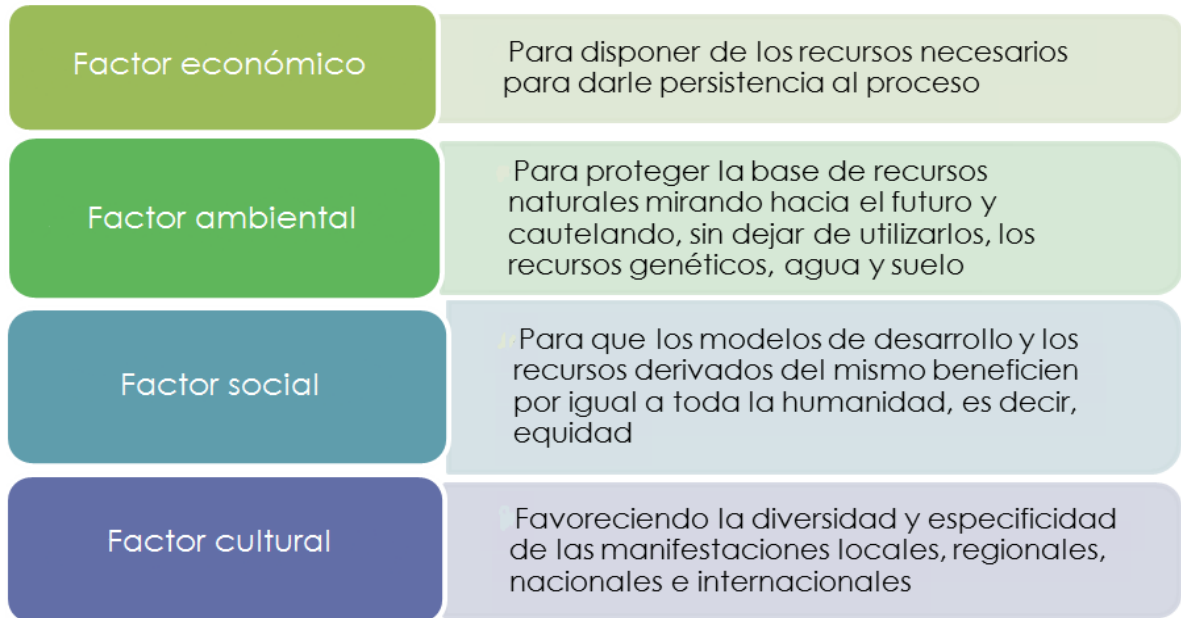 Factor económico
Para disponer de los recursos necesarios
para darle persistencia al proceso
Factor ambiental
Para proteger la base de recursos
naturales mirando hacia el futuro y
cautelando, sin dejar de utilizarlos, los
recursos genéticos, agua y suelo
Factor social
Para que los modelos de desarrollo y los
recursos derivados del mismo beneficien
por igual a toda la humanidad, es decir,
equidad
Factor cultural
Favoreciendo la diversidad y especificidad
de las manifestaciones locales, regionales,
nacionales e internacionales